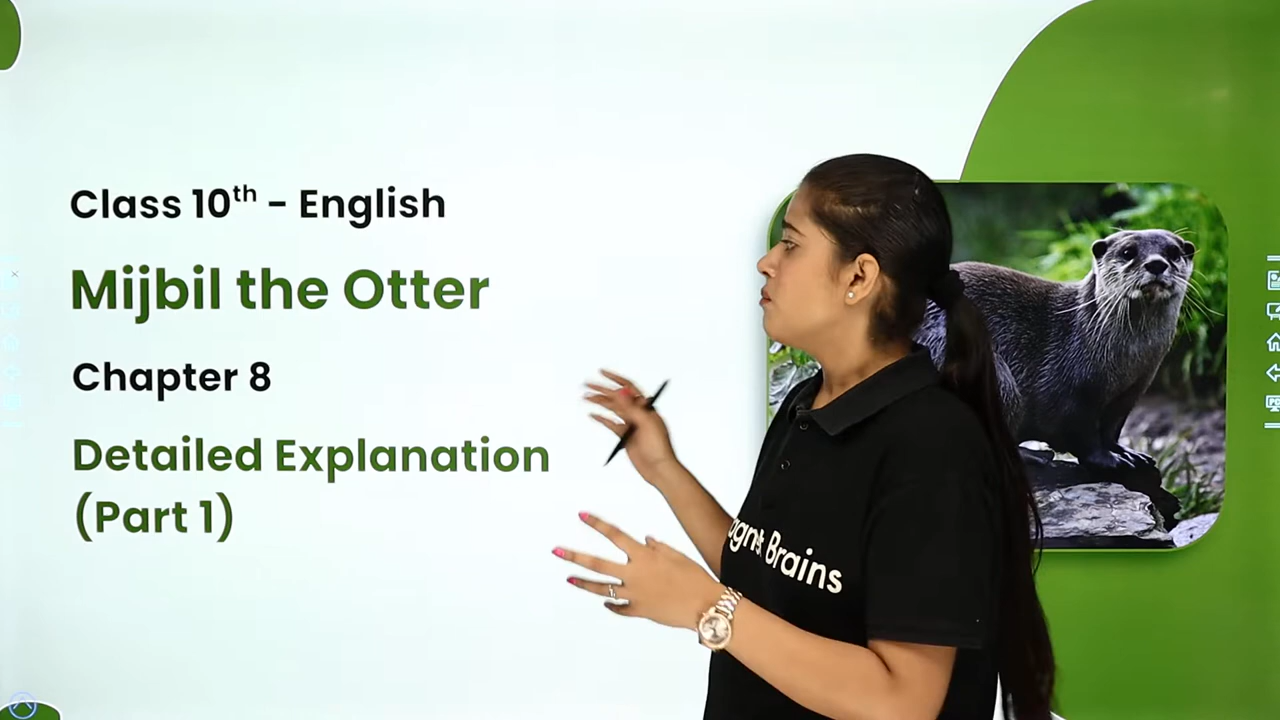 Class 10th - English
Mijbil the Otter
Chapter 8
Detailed Explanation
(Part 1)
Brains